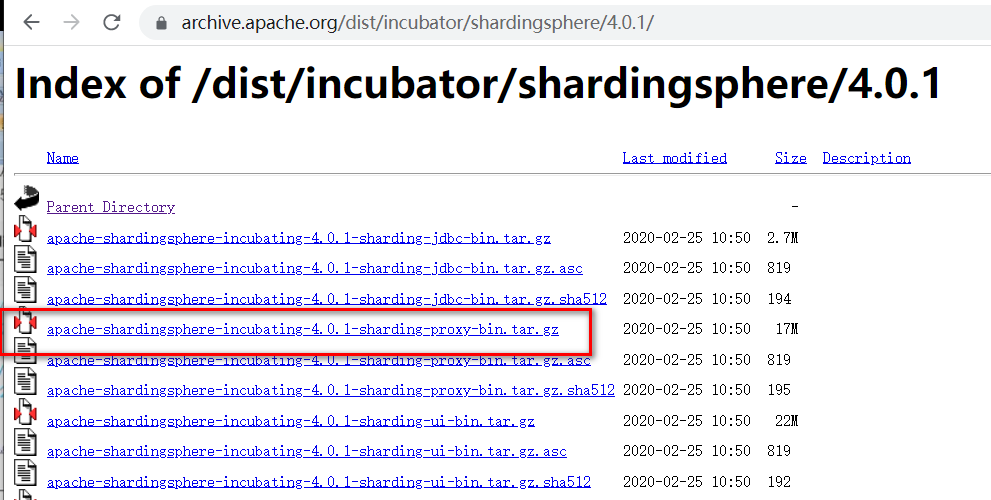 archive.apache.org/dist/incubator/shardingsphere/4.0.1/
Index of /dist/incubator/shardingsphere/4.0.1
Name Last modified Size Description
Parent Directory -
apache-shardingsphere-incubating-4.0.1-sharding-jdbc-bin.tar.gz 2020-02-25 10:50 2.7M
apache-shardingsphere-incubating-4.0.1-sharding-jdbc-bin.tar.gz.asc 2020-02-25 10:50 819
apache-shardingsphere-incubating-4.0.1-sharding-jdbc-bin.tar.gz.sha512 2020-02-25 10:50 194
apache-shardingsphere-incubating-4.0.1-sharding-proxy-bin.tar.gz 2020-02-25 10:50 17M
apache-shardingsphere-incubating-4.0.1-sharding-proxy-bin.tar.gz.asc 2020-02-25 10:50 819
apache-shardingsphere-incubating-4.0.1-sharding-proxy-bin.tar.gz.sha512 2020-02-25 10:50 195
apache-shardingsphere-incubating-4.0.1-sharding-ui-bin.tar.gz 2020-02-25 10:50 22M
apache-shardingsphere-incubating-4.0.1-sharding-ui-bin.tar.gz.asc 2020-02-25 10:50 819
apache-shardingsphere-incubating-4.0.1-sharding-ui-bin.tar.gz.sha512 2020-02-25 10:50 192